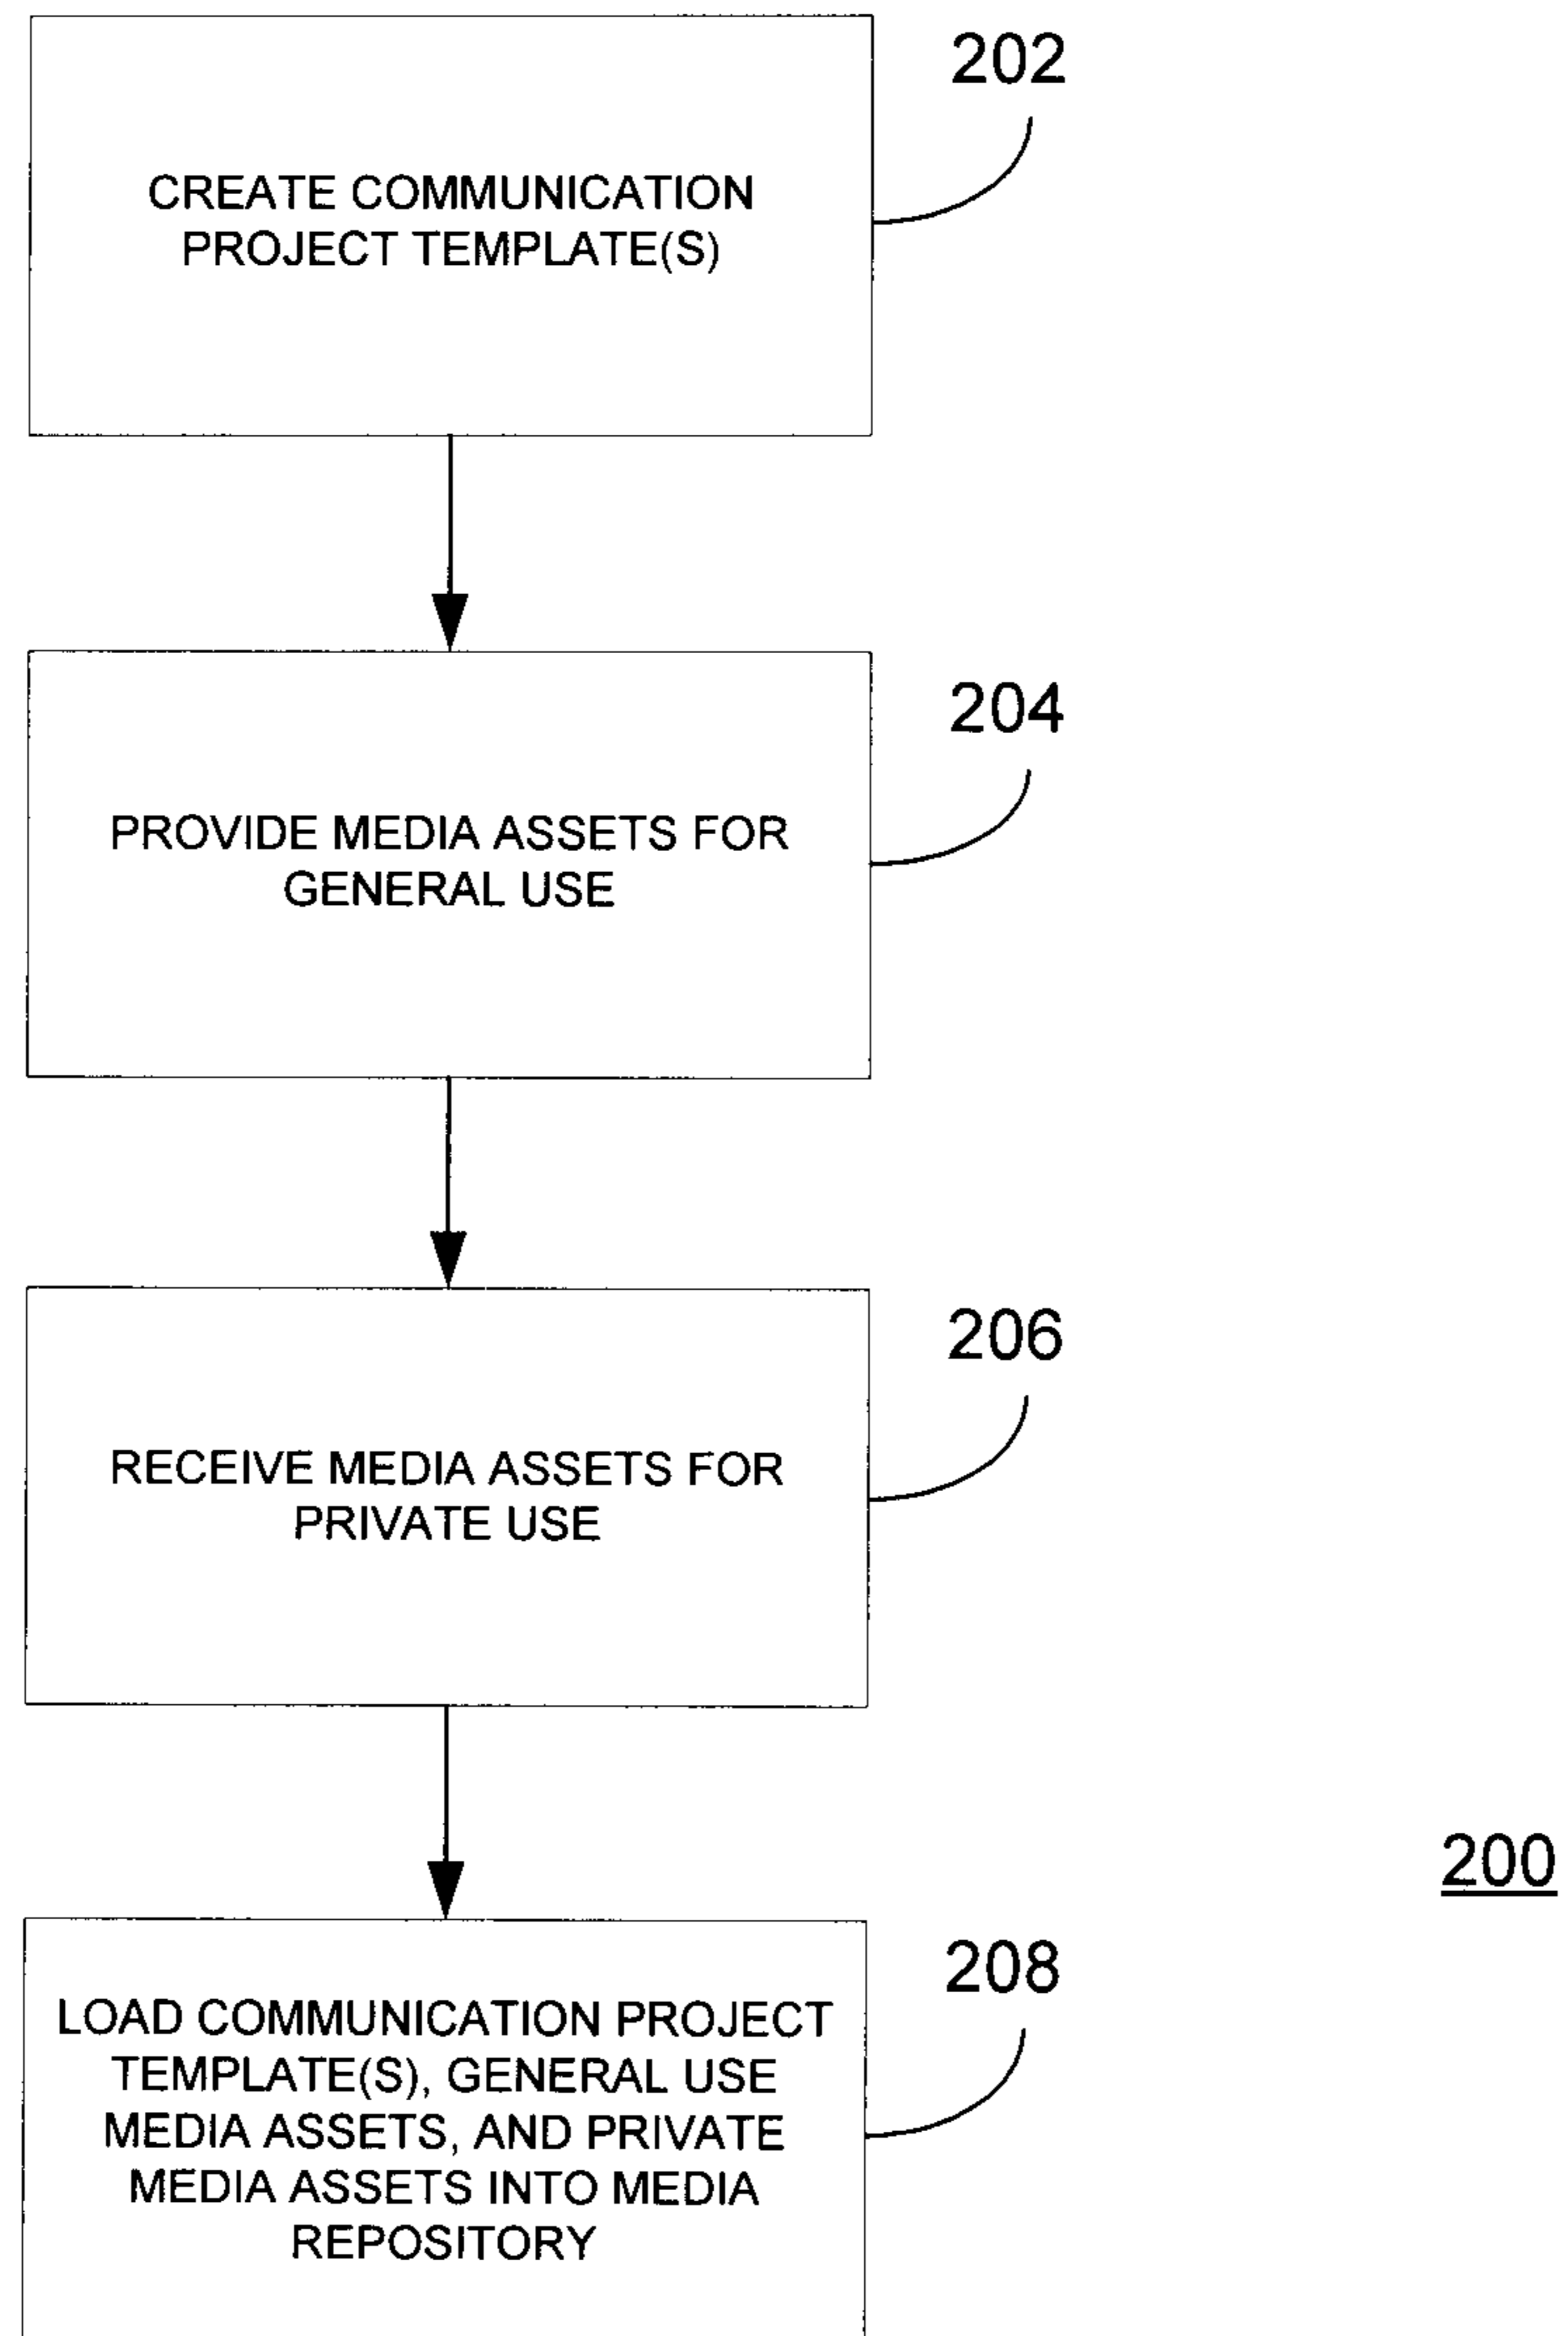 202
CREATE COMMUNICATION
PROJECT TEMPLATE(S)
204
PROVIDE MEDIA ASSETS FOR
GENERAL USE
206
RECEIVE MEDIA ASSETS FOR
PRIVATE USE
200
208
LOAD COMMUNICATION PROJECT
TEMPLATE(S), GENERAL USE
MEDIA ASSETS, AND PRIVATE
MEDIA ASSETS INTO MEDIA
REPOSITORY